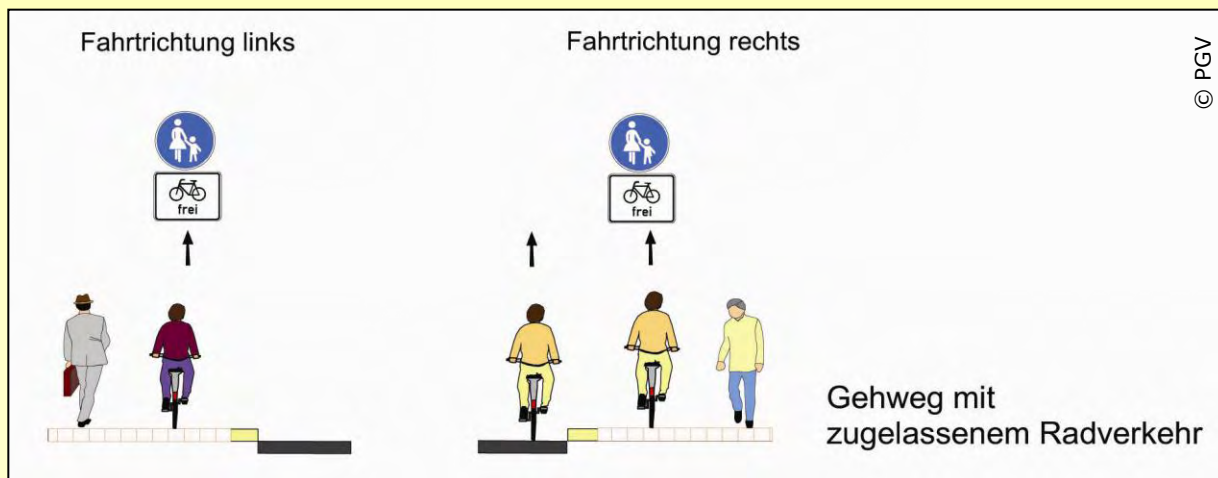 Fahrtrichtung links
Fahrtrichtung rechts
© PGV
frei
frei
Gehweg mit
zugelassenem Radverkehr